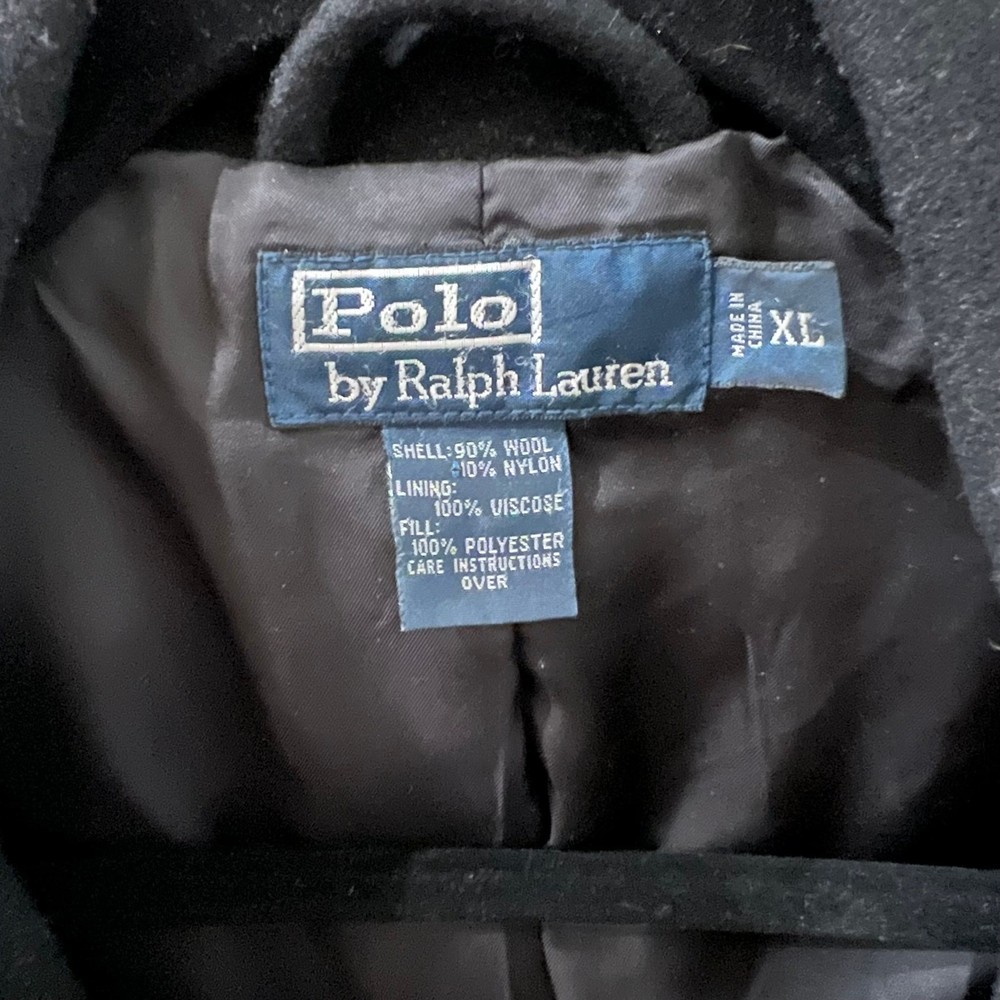 Polo
by Ralph Lauren
MADE IN
CHINA
XL
SHELL:90% WOOL
10% NYLON
LINING:
100% VISCOSE
FILL:
100% POLYESTER
CARE INSTRUCTIONS
OVER